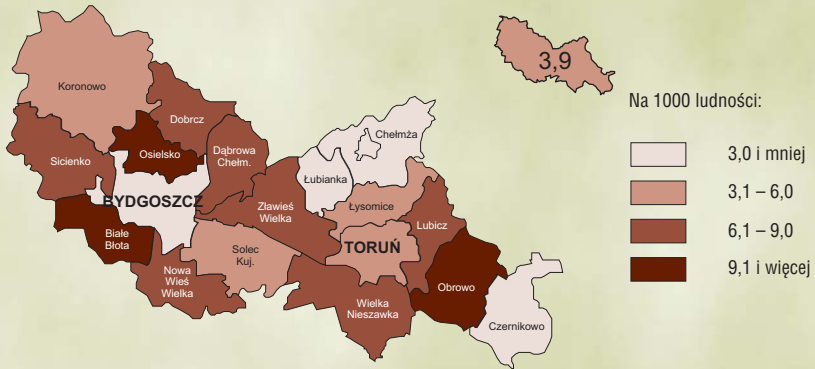 3,9
Na 1000 ludności:
3,0 i mniej
3,1 – 6,0
6,1 – 9,0
9,1 i więcej
Koronowo
Dobrcz
Osielsko
Sicienko
Dąbrowa
Chełm.
BYDGOSZCZ
Białe
Błota
Nowa
Wieś
Wielka
Solec
Kuj.
Zławieś
Wielka
Łubianka
Chełmża
Łysomice
TORUŃ
Lubicz
Wielka
Nieszawka
Obrowo
Czernikowo